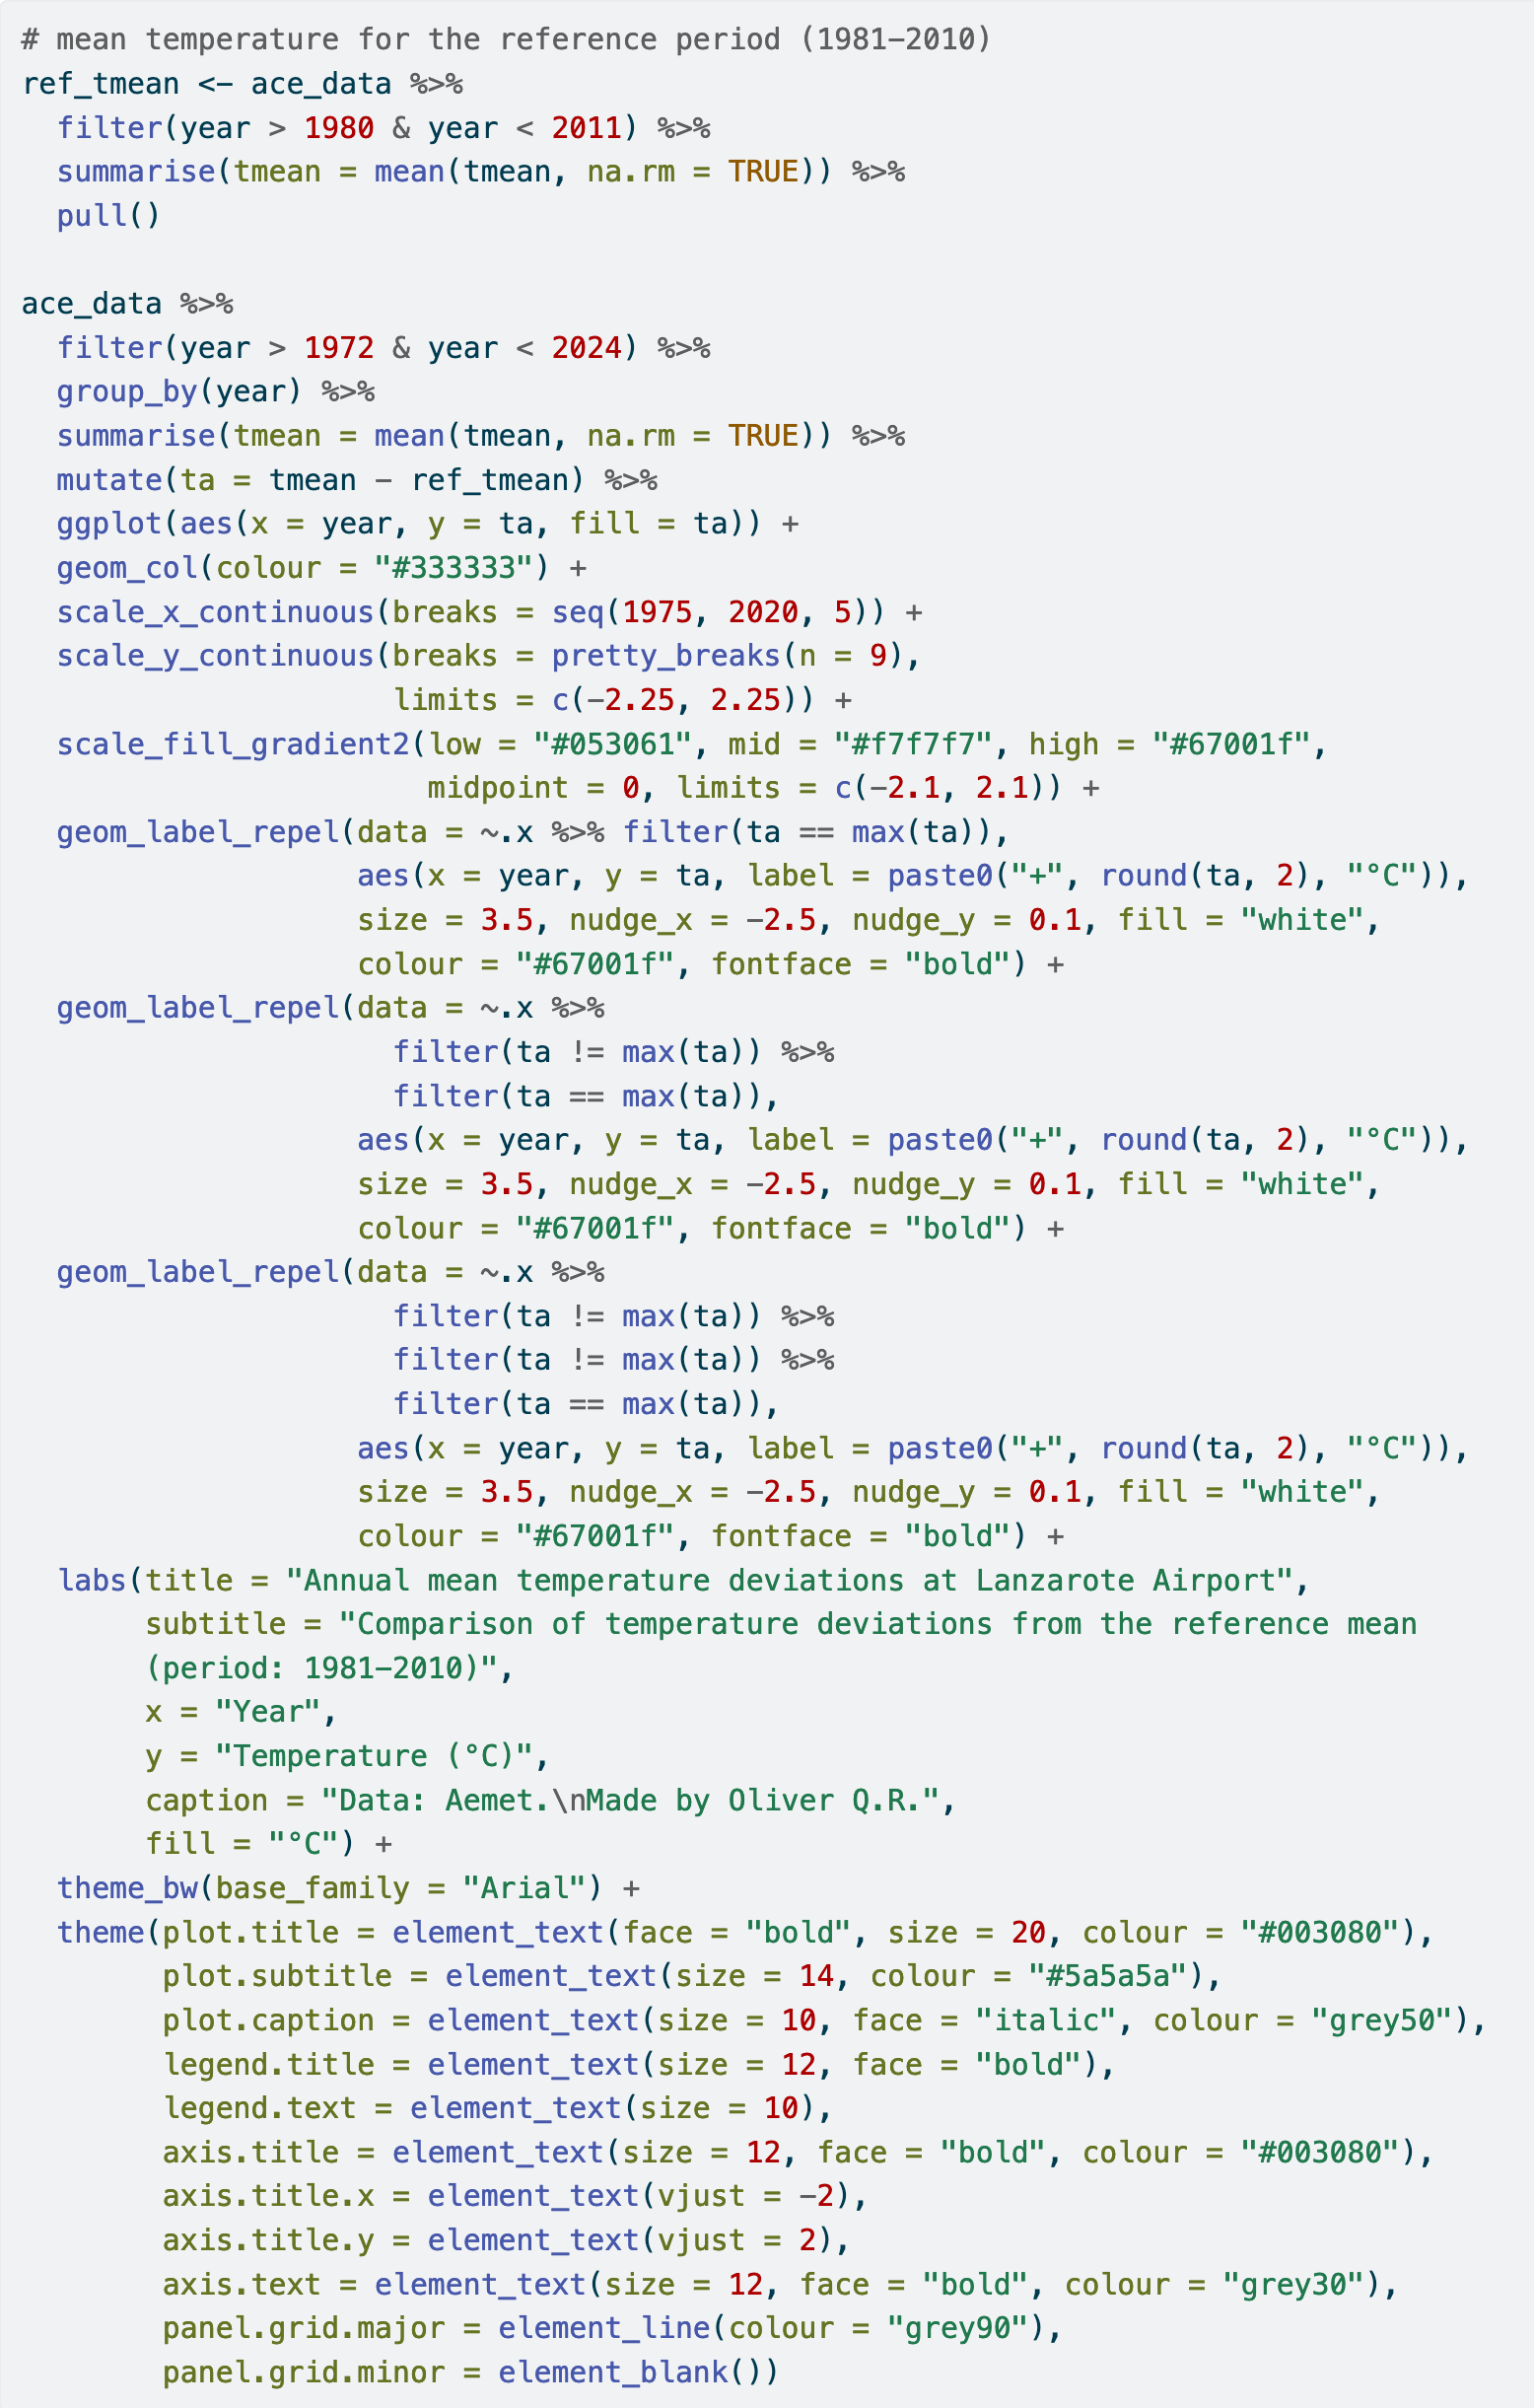 # mean temperature for the reference period (1981-2010)
ref_tmean <- ace_data %>%
  filter(year > 1980 & year < 2011) %>%
  summarise(tmean = mean(tmean, na.rm = TRUE)) %>%
  pull()

ace_data %>%
  filter(year > 1972 & year < 2024) %>%
  group_by(year) %>%
  summarise(tmean = mean(tmean, na.rm = TRUE)) %>%
  mutate(ta = tmean - ref_tmean) %>%
  ggplot(aes(x = year, y = ta, fill = ta)) +
  geom_col(colour = "#333333") +
  scale_x_continuous(breaks = seq(1975, 2020, 5)) +
  scale_y_continuous(breaks = pretty_breaks(n = 9),
                     limits = c(-2.25, 2.25)) +
  scale_fill_gradient2(low = "#053061", mid = "#f7f7f7", high = "#67001f",
                       midpoint = 0, limits = c(-2.1, 2.1)) +
  geom_label_repel(data = ~.x %>% filter(ta == max(ta)),
                   aes(x = year, y = ta, label = paste0("+", round(ta, 2), "°C")),
                   size = 3.5, nudge_x = -2.5, nudge_y = 0.1, fill = "white",
                   colour = "#67001f", fontface = "bold") +
  geom_label_repel(data = ~.x %>%
                     filter(ta != max(ta)) %>%
                     filter(ta == max(ta)),
                   aes(x = year, y = ta, label = paste0("+", round(ta, 2), "°C")),
                   size = 3.5, nudge_x = -2.5, nudge_y = 0.1, fill = "white",
                   colour = "#67001f", fontface = "bold") +
  geom_label_repel(data = ~.x %>%
                     filter(ta != max(ta)) %>%
                     filter(ta != max(ta)) %>%
                     filter(ta == max(ta)),
                   aes(x = year, y = ta, label = paste0("+", round(ta, 2), "°C")),
                   size = 3.5, nudge_x = -2.5, nudge_y = 0.1, fill = "white",
                   colour = "#67001f", fontface = "bold") +
  labs(title = "Annual mean temperature deviations at Lanzarote Airport",
       subtitle = "Comparison of temperature deviations from the reference mean
       (period: 1981-2010)",
       x = "Year",
       y = "Temperature (°C)",
       caption = "Data: Aemet.\nMade by Oliver Q.R.",
       fill = "°C") +
  theme_bw(base_family = "Arial") +
  theme(plot.title = element_text(face = "bold", size = 20, colour = "#003080"),
        plot.subtitle = element_text(size = 14, colour = "#5a5a5a"),
        plot.caption = element_text(size = 10, face = "italic", colour = "grey50"),
        legend.title = element_text(size = 12, face = "bold"),
        legend.text = element_text(size = 10),
        axis.title = element_text(size = 12, face = "bold", colour = "#003080"),
        axis.title.x = element_text(vjust = -2),
        axis.title.y = element_text(vjust = 2),
        axis.text = element_text(size = 12, face = "bold", colour = "grey30"),
        panel.grid.major = element_line(colour = "grey90"),
        panel.grid.minor = element_blank())